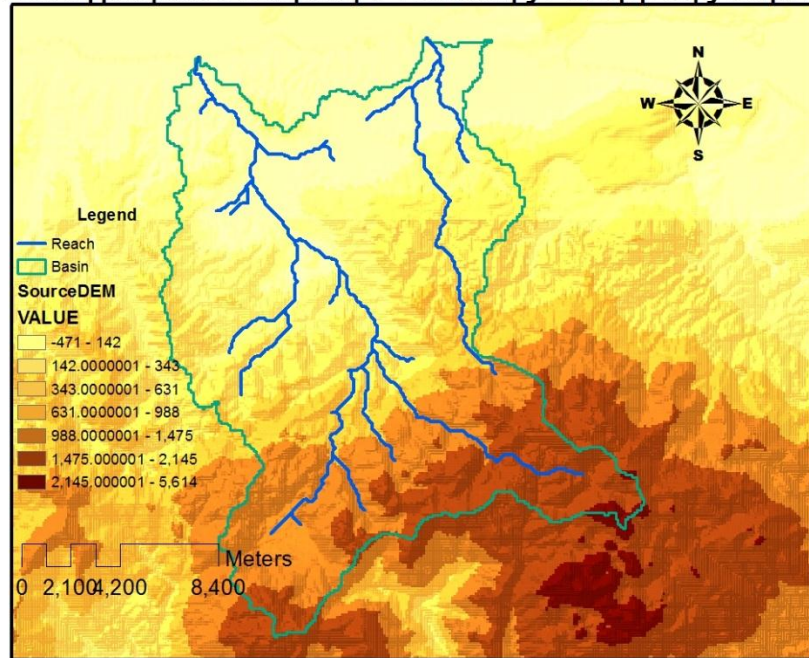 N
W E
S
Legend
Reach
Basin
SourceDEM
VALUE
-471 - 142
142.0000001 - 343
343.0000001 - 631
631.0000001 - 988
988.0000001 - 1,475
1,475.000001 - 2,145
2,145.000001 - 5,614
Meters
0 2,100 4,200 8,400